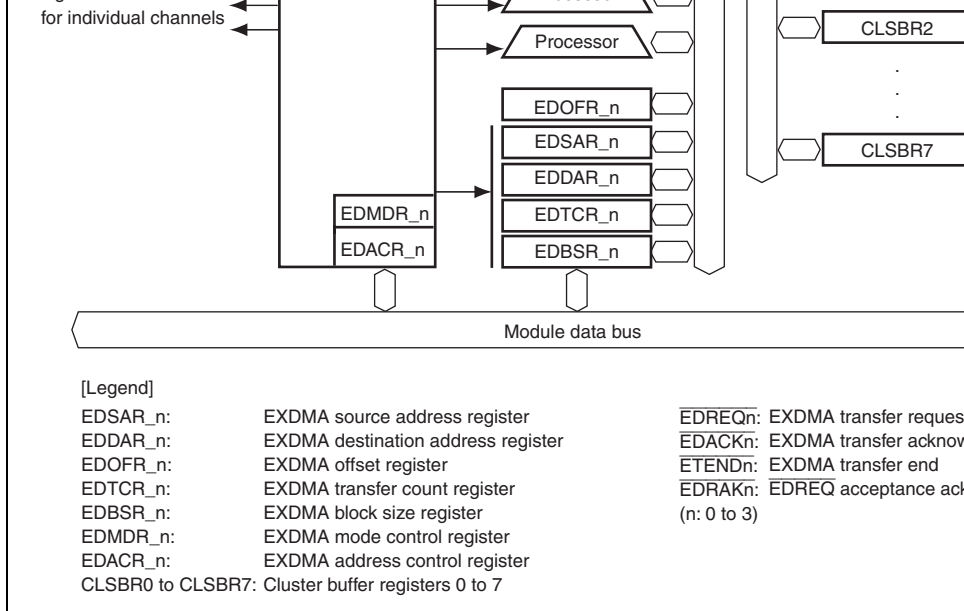 for individual channels
Processor
CLSBR2
.
.
.
EDOFR_n
EDSAR_n
CLSBR7
EDDAR_n
EDMDR_n
EDTCR_n
EDACR_n
EDBSR_n
Module data bus
[Legend]
EDSAR_n: EXDMA source address register
EDDAR_n: EXDMA destination address register
EDOFR_n: EXDMA offset register
EDTCR_n: EXDMA transfer count register
EDBSR_n: EXDMA block size register
EDMDR_n: EXDMA mode control register
EDACR_n: EXDMA address control register
CLSBR0 to CLSBR7: Cluster buffer registers 0 to 7
EDREQn: EXDMA transfer reques
EDACKn: EXDMA transfer acknow
ETENDn: EXDMA transfer end
EDRAKn: EDREQ acceptance ack
(n: 0 to 3)